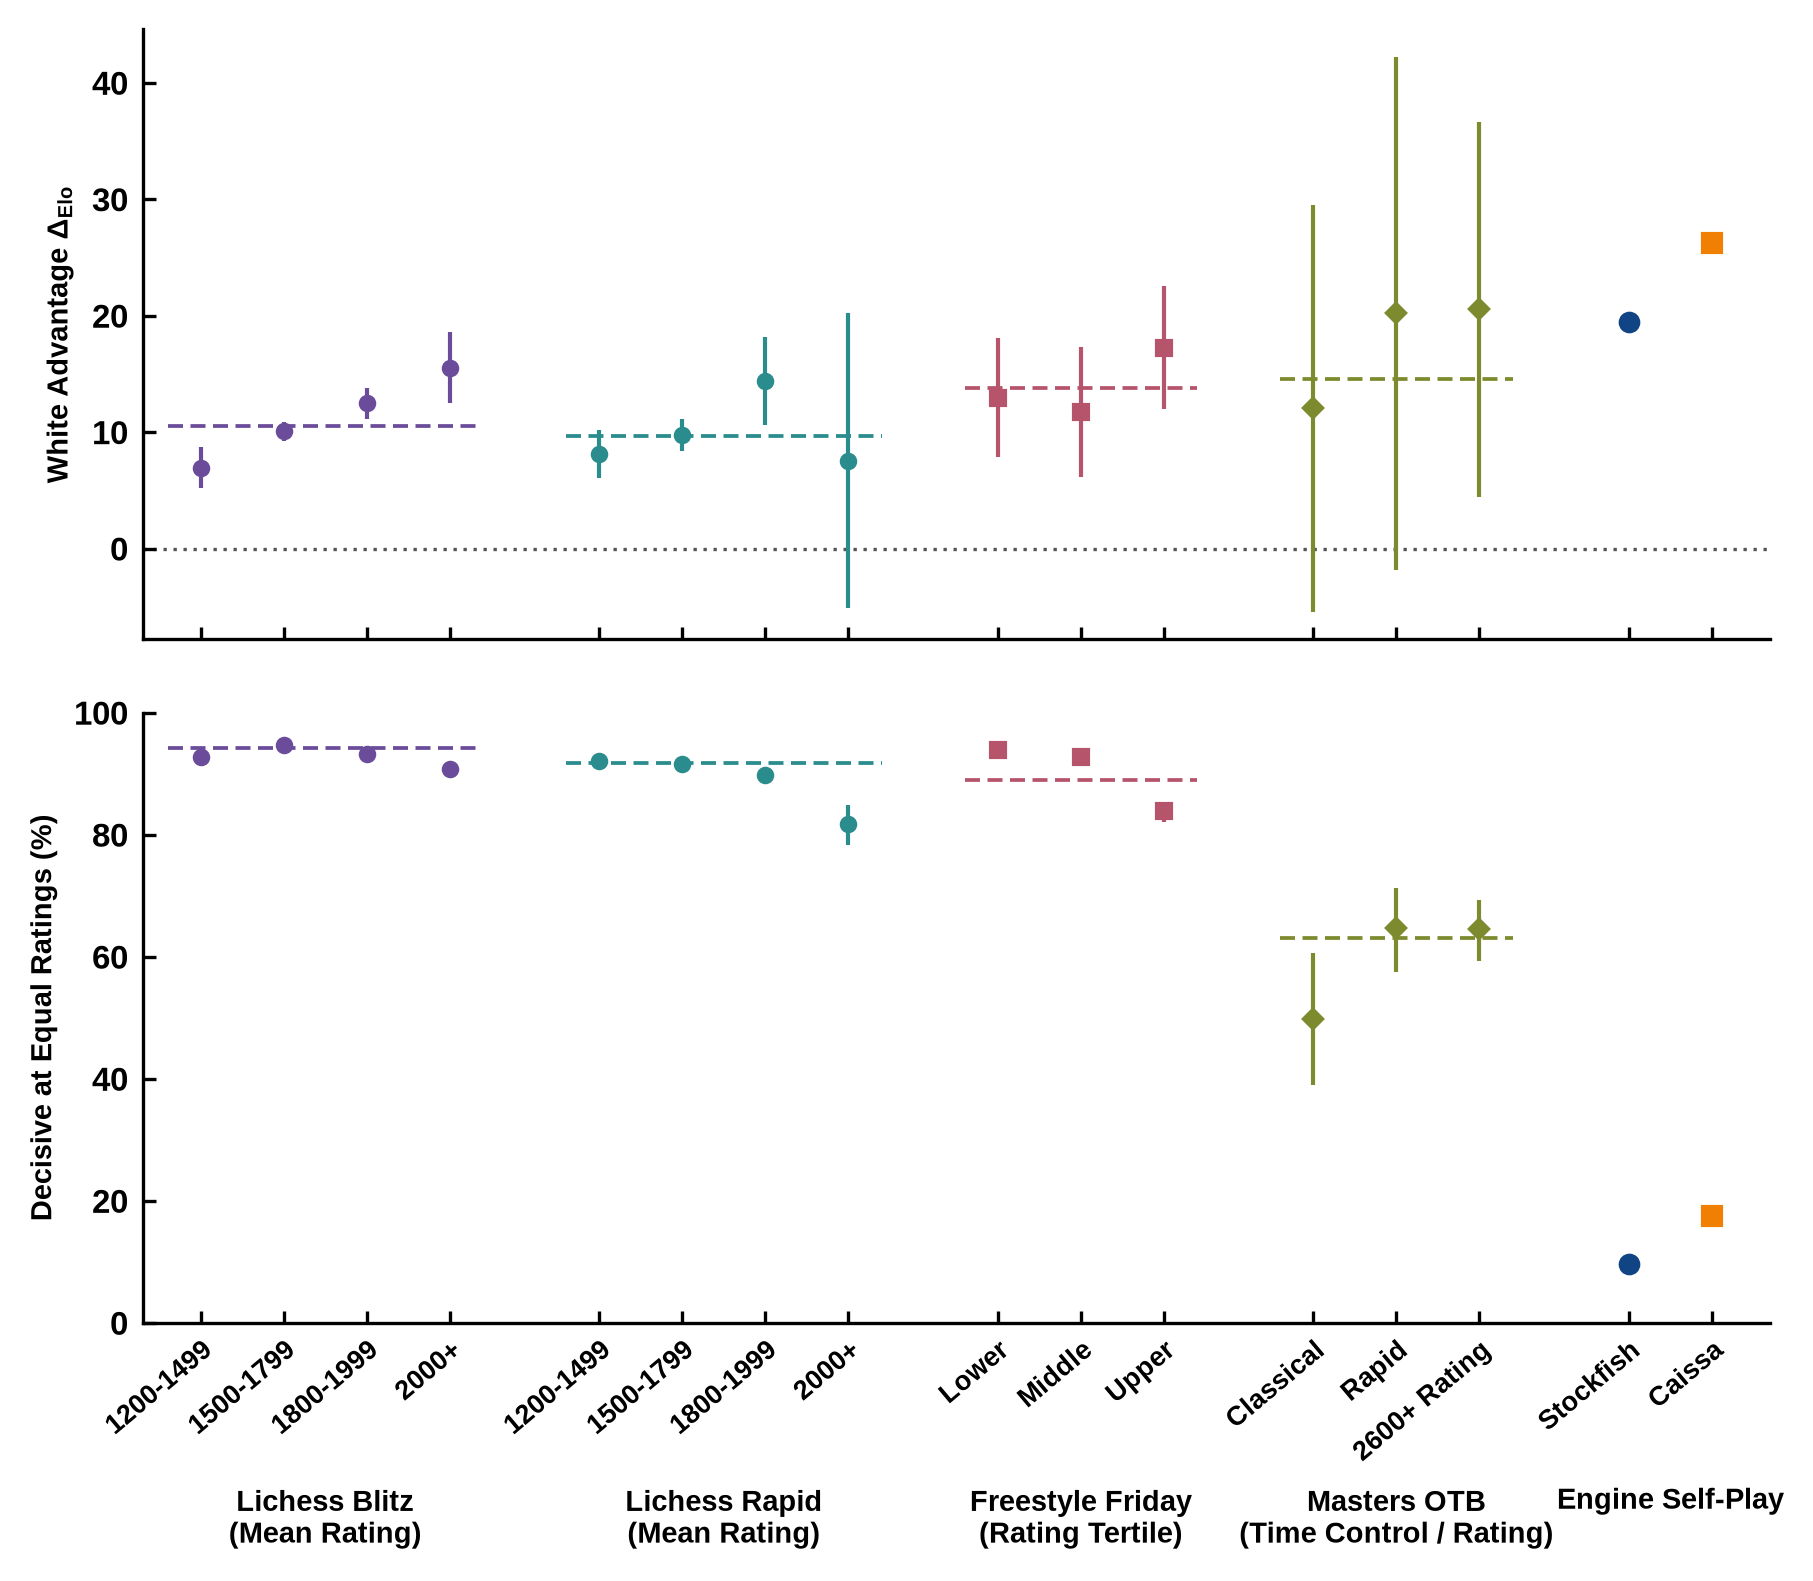 40
30
20
10
0
White Advantage Δ_Elo
100
80
60
40
20
0
Decisive at Equal Ratings (%)
1200-1499
1500-1799
1800-1999
2000+
1200-1499
1500-1799
1800-1999
2000+
Lower
Middle
Upper
Classical
Rapid
2600+ Rating
Stockfish
Caissa
Lichess Blitz
(Mean Rating)
Lichess Rapid
(Mean Rating)
Freestyle Friday
(Rating Tertile)
Masters OTB
(Time Control / Rating)
Engine Self-Play